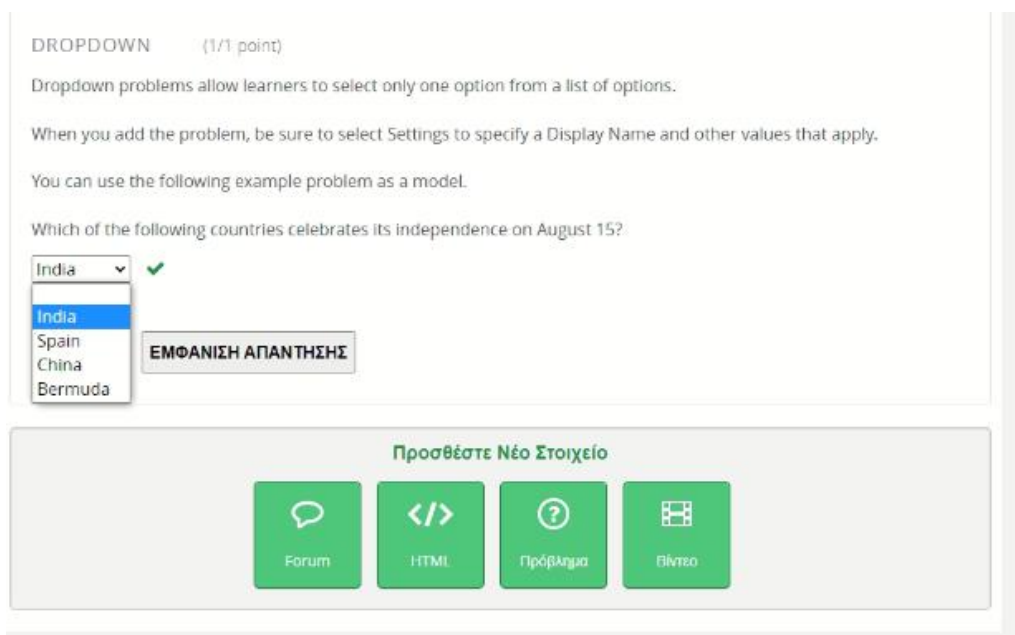 DROPDOWN (1/1 point)
Dropdown problems allow learners to select only one option from a list of options.
When you add the problem, be sure to select Settings to specify a Display Name and other values that apply.
You can use the following example problem as a model.
Which of the following countries celebrates its independence on August 15?
India
India
Spain
ΕΜΦΑΝΙΣΗ ΑΠΑΝΤΗΣΗΣ
China
Bermuda
Προσθέστε Νέο Στοιχείο
Forum HTML Πρόβλημα Βίντεο